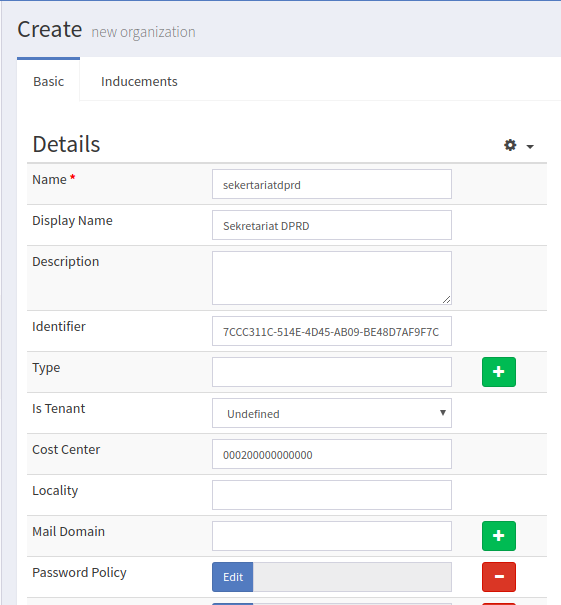 Create new organization
Basic Inducements
Details
Name *
sekertariatdprd
Display Name
Sekretariat DPRD
Description
Identifier
7CCC311C-514E-4D45-AB09-BE48D7AF9F7C
Type
Is Tenant
Undefined
Cost Center
000200000000000
Locality
Mail Domain
Password Policy
Edit